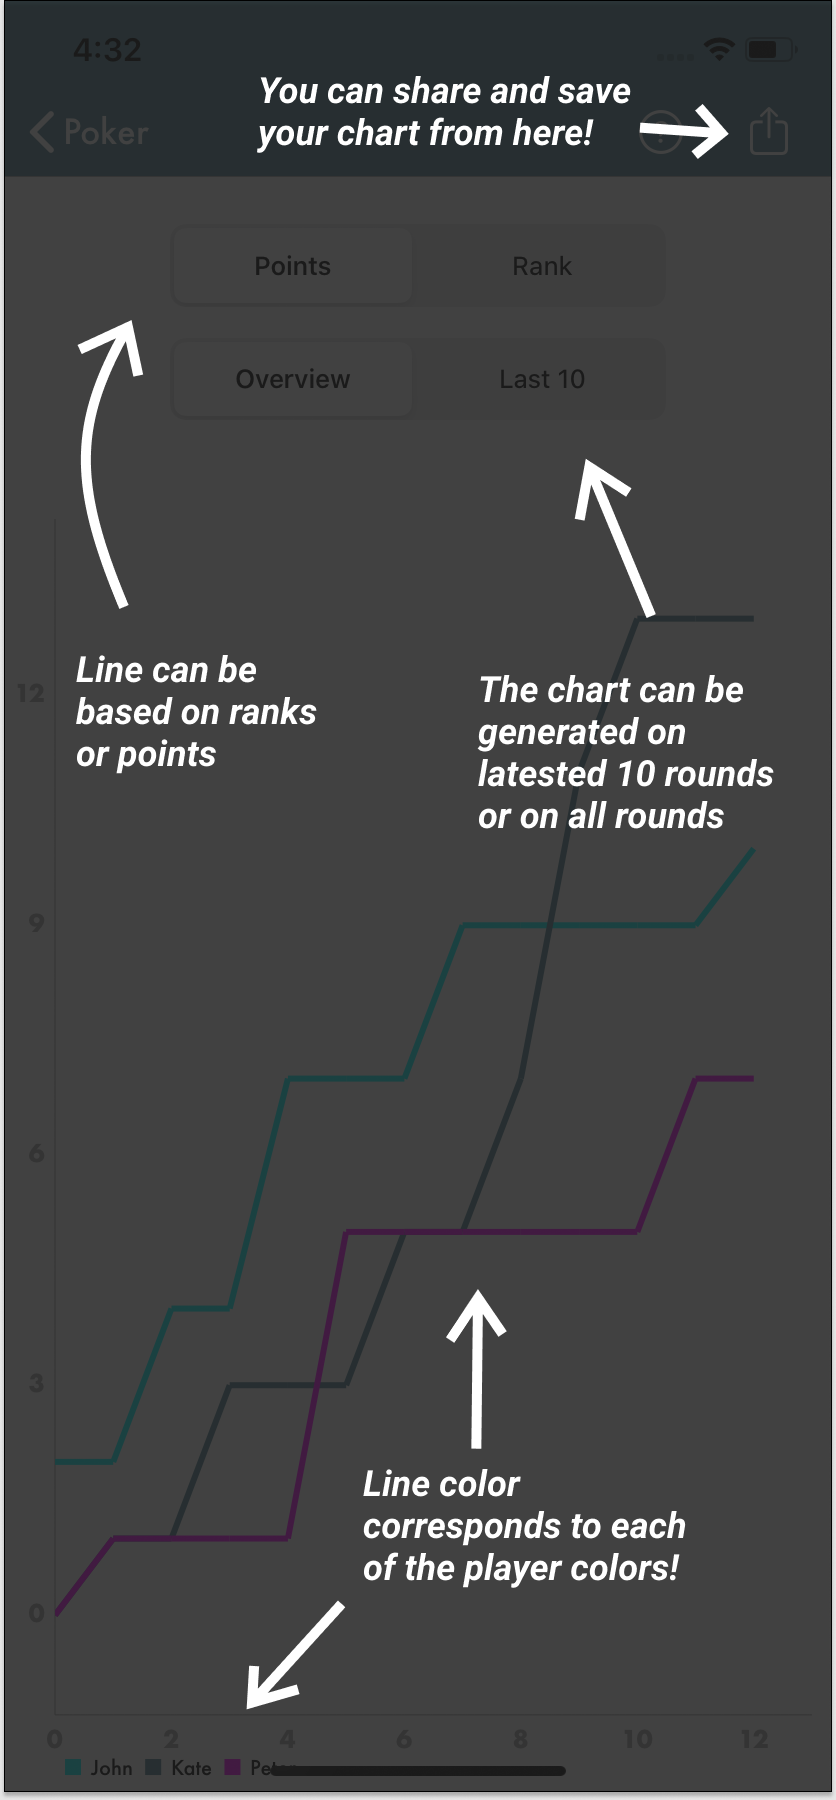 4:32
You can share and save
your chart from here!
Poker
Points
Rank
Overview
Last 10
Line can be
based on ranks
or points
The chart can be
generated on
latested 10 rounds
or on all rounds
12
9
6
3
0
Line color
corresponds to each
of the player colors!
0 2 4 6 8 10 12
John Kate